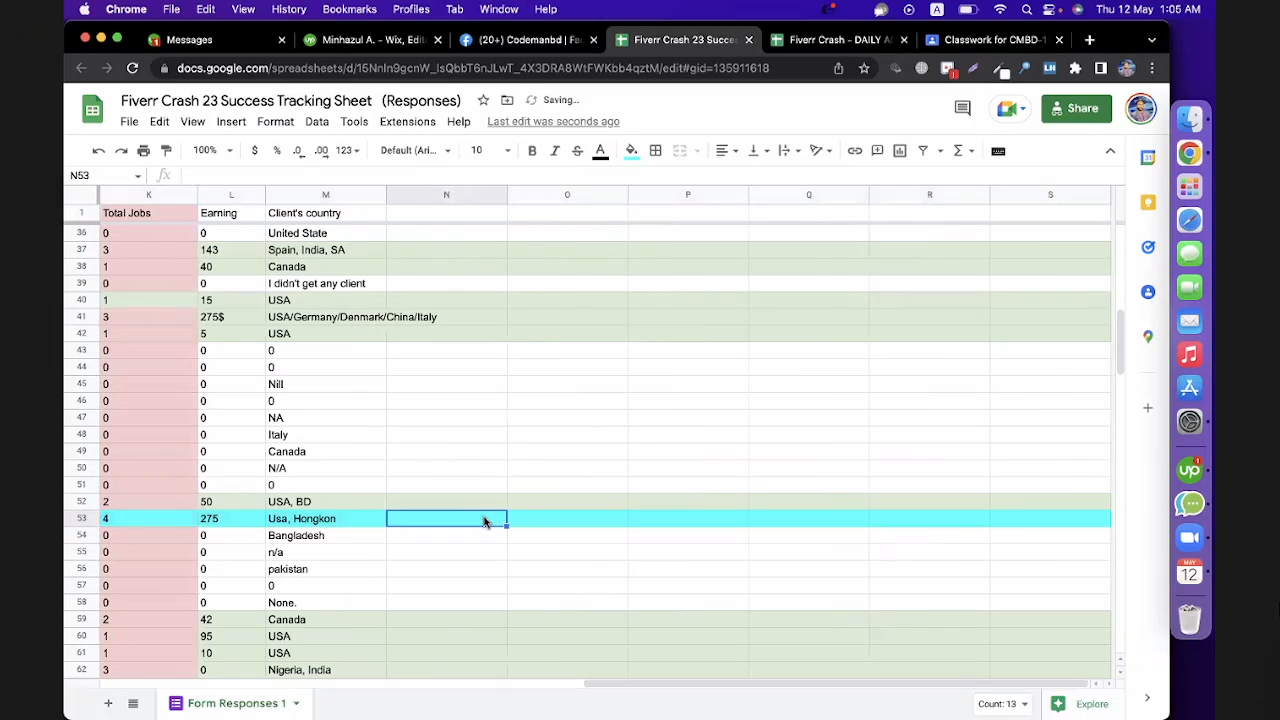 Chrome File Edit View History Bookmarks Profiles Tab Window Help A Thu 12 May 1:05 AM
Messages Minhazul A. – Wix, Edit (20+) Codemanbd | Fac Fiverr Crash 23 Succe Fiverr Crash - DAILY AC Classwork for CMBD-1
docs.google.com/spreadsheets/d/15NnIn9gcnW_IsQbbT6nJLwT_4X3DRA8WtFWKbb4qztM/edit#gid=135911618
Fiverr Crash 23 Success Tracking Sheet (Responses) Saving...
File Edit View Insert Format Data Tools Extensions Help Last edit was seconds ago Share
100% $ % .0 .00 123 Default (Ari... 10 B I S A
N53 fx
K L M N O P Q R S
1 Total Jobs Earning Client's country
36 0 0 United State
37 3 143 Spain, India, SA
38 1 40 Canada
39 0 0 I didn't get any client
40 1 15 USA
41 3 275$ USA/Germany/Denmark/China/Italy
42 1 5 USA
43 0 0 0
44 0 0 0
45 0 0 Nill
46 0 0 0
47 0 0 NA
48 0 0 Italy
49 0 0 Canada
50 0 0 N/A
51 0 0 0
52 2 50 USA, BD
53 4 275 Usa, Hongkon
54 0 0 Bangladesh
55 0 0 n/a
56 0 0 pakistan
57 0 0 0
58 0 0 None.
59 2 42 Canada
60 1 95 USA
61 1 10 USA
62 3 0 Nigeria, India
Form Responses 1 Count: 13 Explore
31
LH
up
1
MAY
12